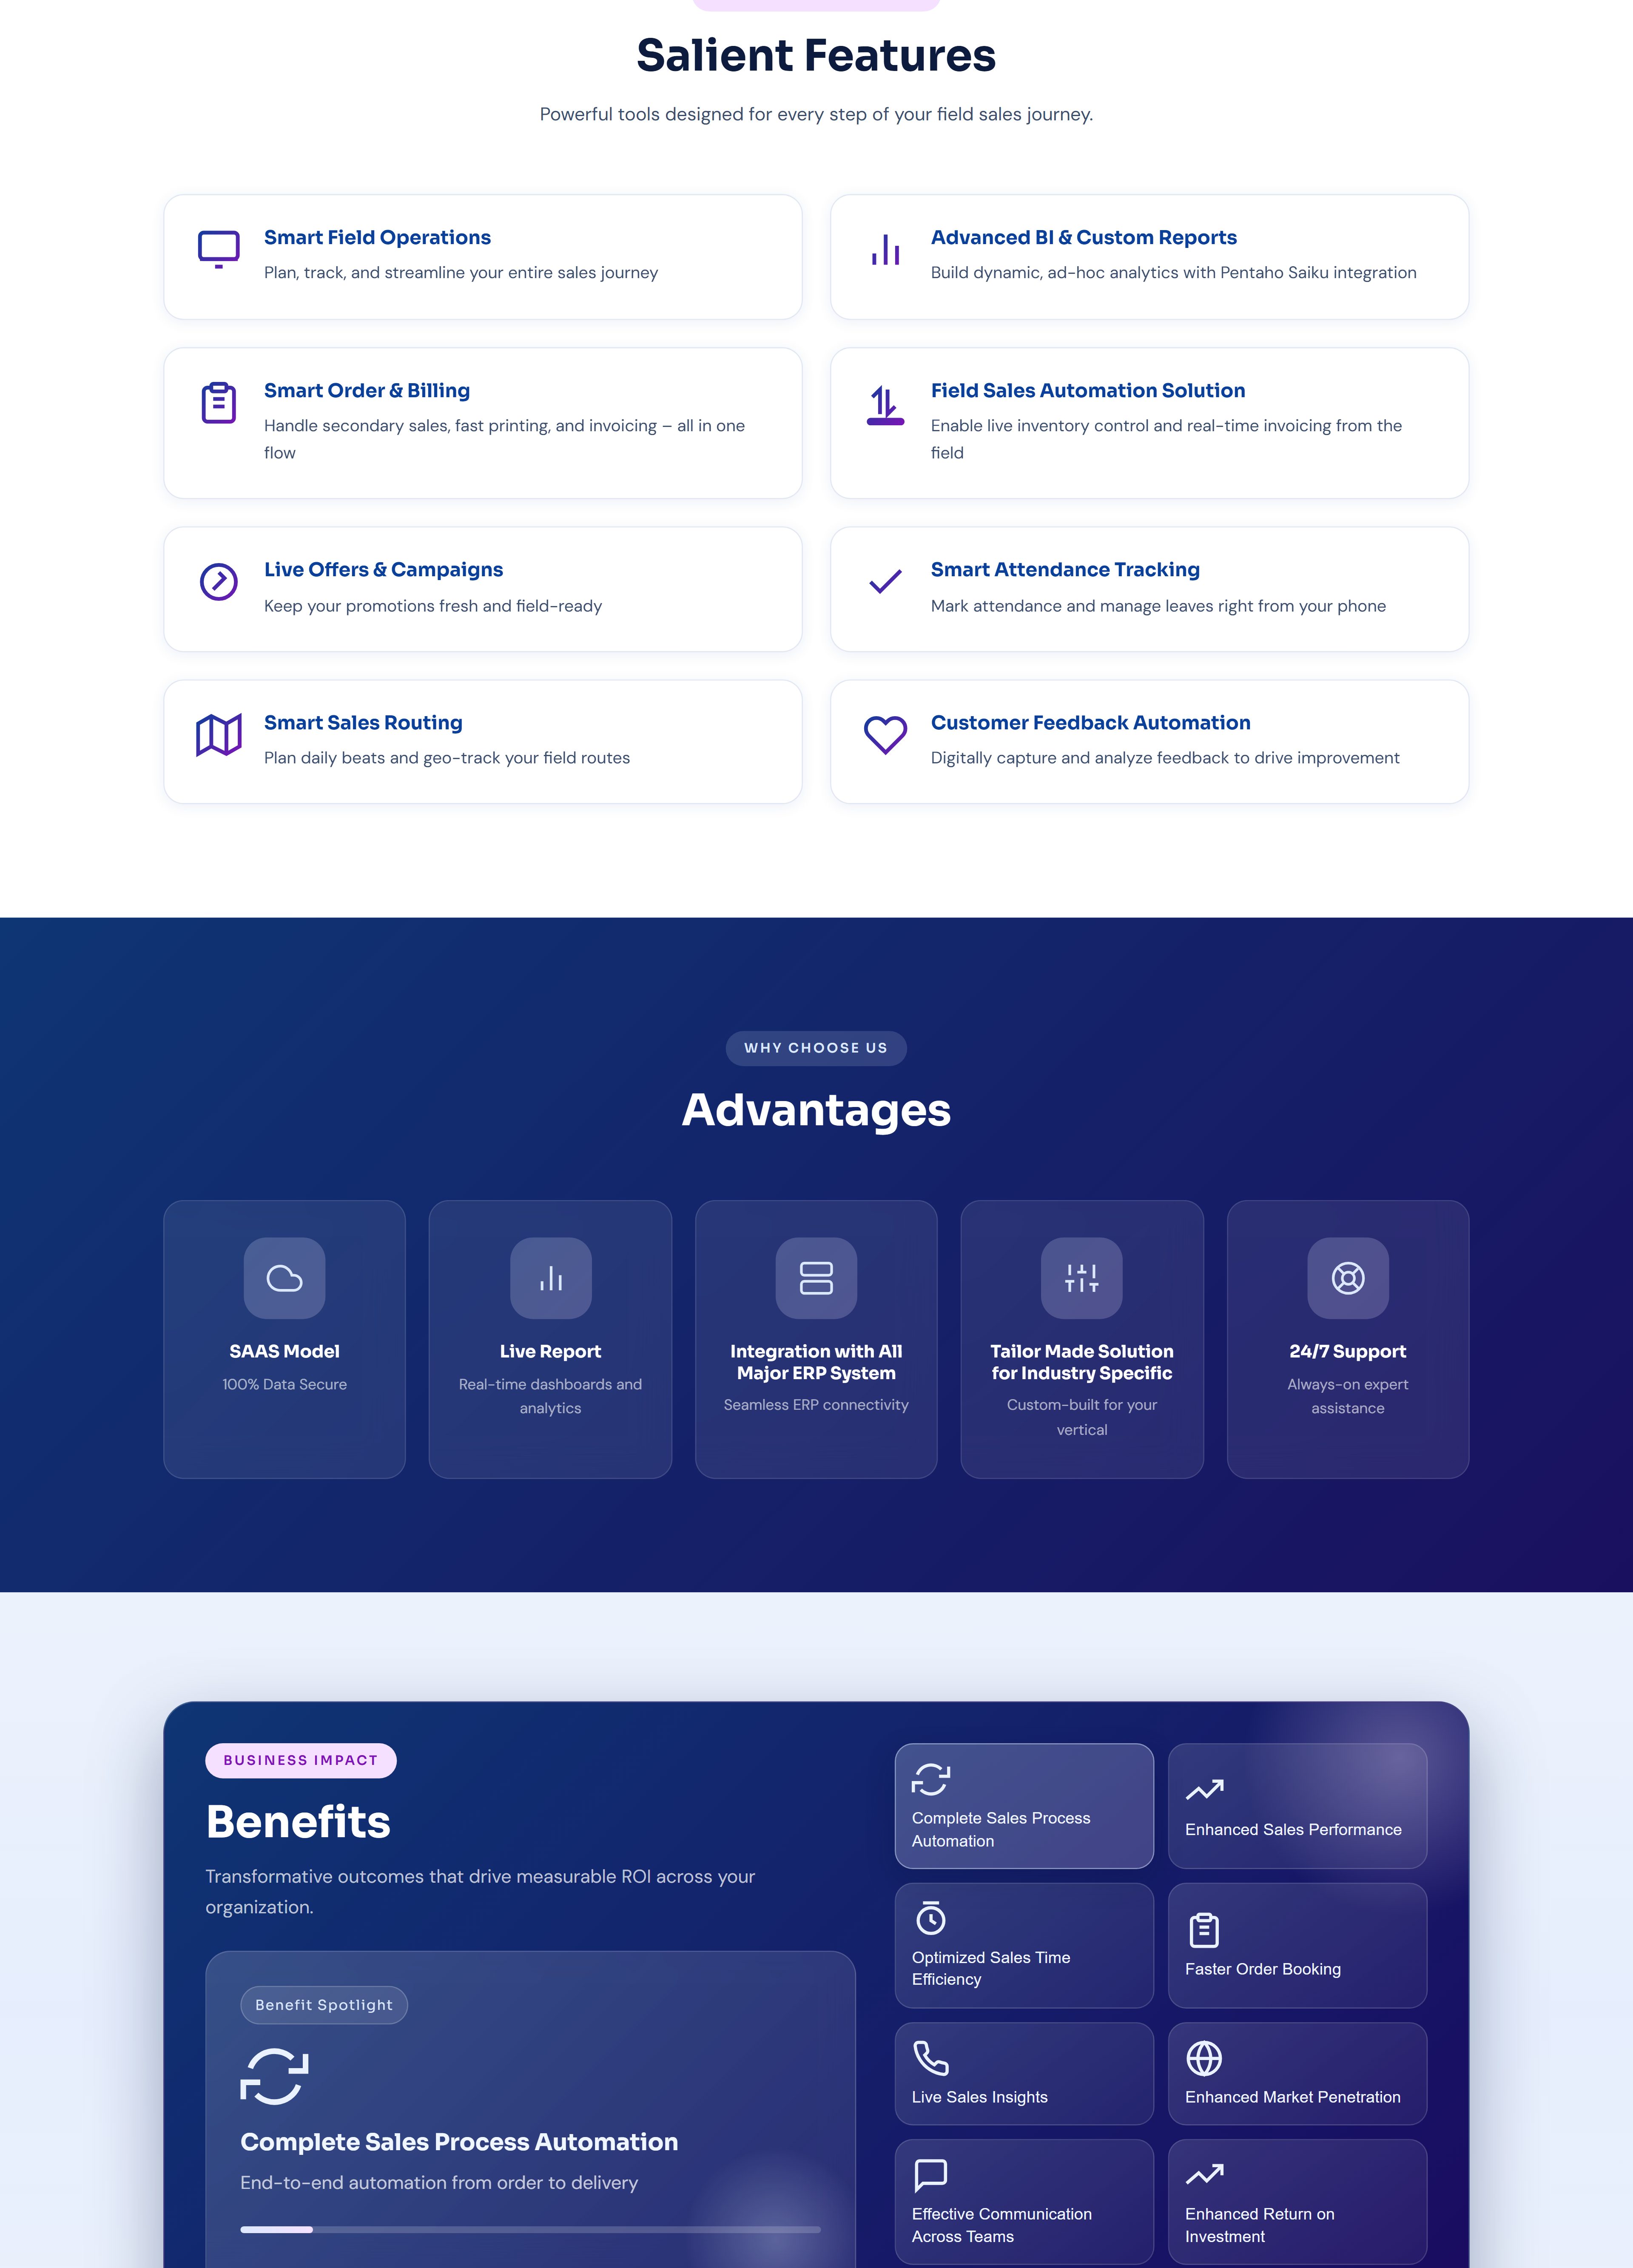 Salient Features
Powerful tools designed for every step of your field sales journey.
Smart Field Operations
Plan, track, and streamline your entire sales journey
Advanced BI & Custom Reports
Build dynamic, ad-hoc analytics with Pentaho Saiku integration
Smart Order & Billing
Handle secondary sales, fast printing, and invoicing – all in one
flow
Field Sales Automation Solution
Enable live inventory control and real-time invoicing from the
field
Live Offers & Campaigns
Keep your promotions fresh and field-ready
Smart Attendance Tracking
Mark attendance and manage leaves right from your phone
Smart Sales Routing
Plan daily beats and geo-track your field routes
Customer Feedback Automation
Digitally capture and analyze feedback to drive improvement
WHY CHOOSE US
Advantages
SAAS Model
100% Data Secure
Live Report
Real-time dashboards and
analytics
Integration with All
Major ERP System
Seamless ERP connectivity
Tailor Made Solution
for Industry Specific
Custom-built for your
vertical
24/7 Support
Always-on expert
assistance
BUSINESS IMPACT
Benefits
Transformative outcomes that drive measurable ROI across your
organization.
Benefit Spotlight
Complete Sales Process Automation
End-to-end automation from order to delivery
Complete Sales Process
Automation
Enhanced Sales Performance
Optimized Sales Time
Efficiency
Faster Order Booking
Live Sales Insights
Enhanced Market Penetration
Effective Communication
Across Teams
Enhanced Return on
Investment